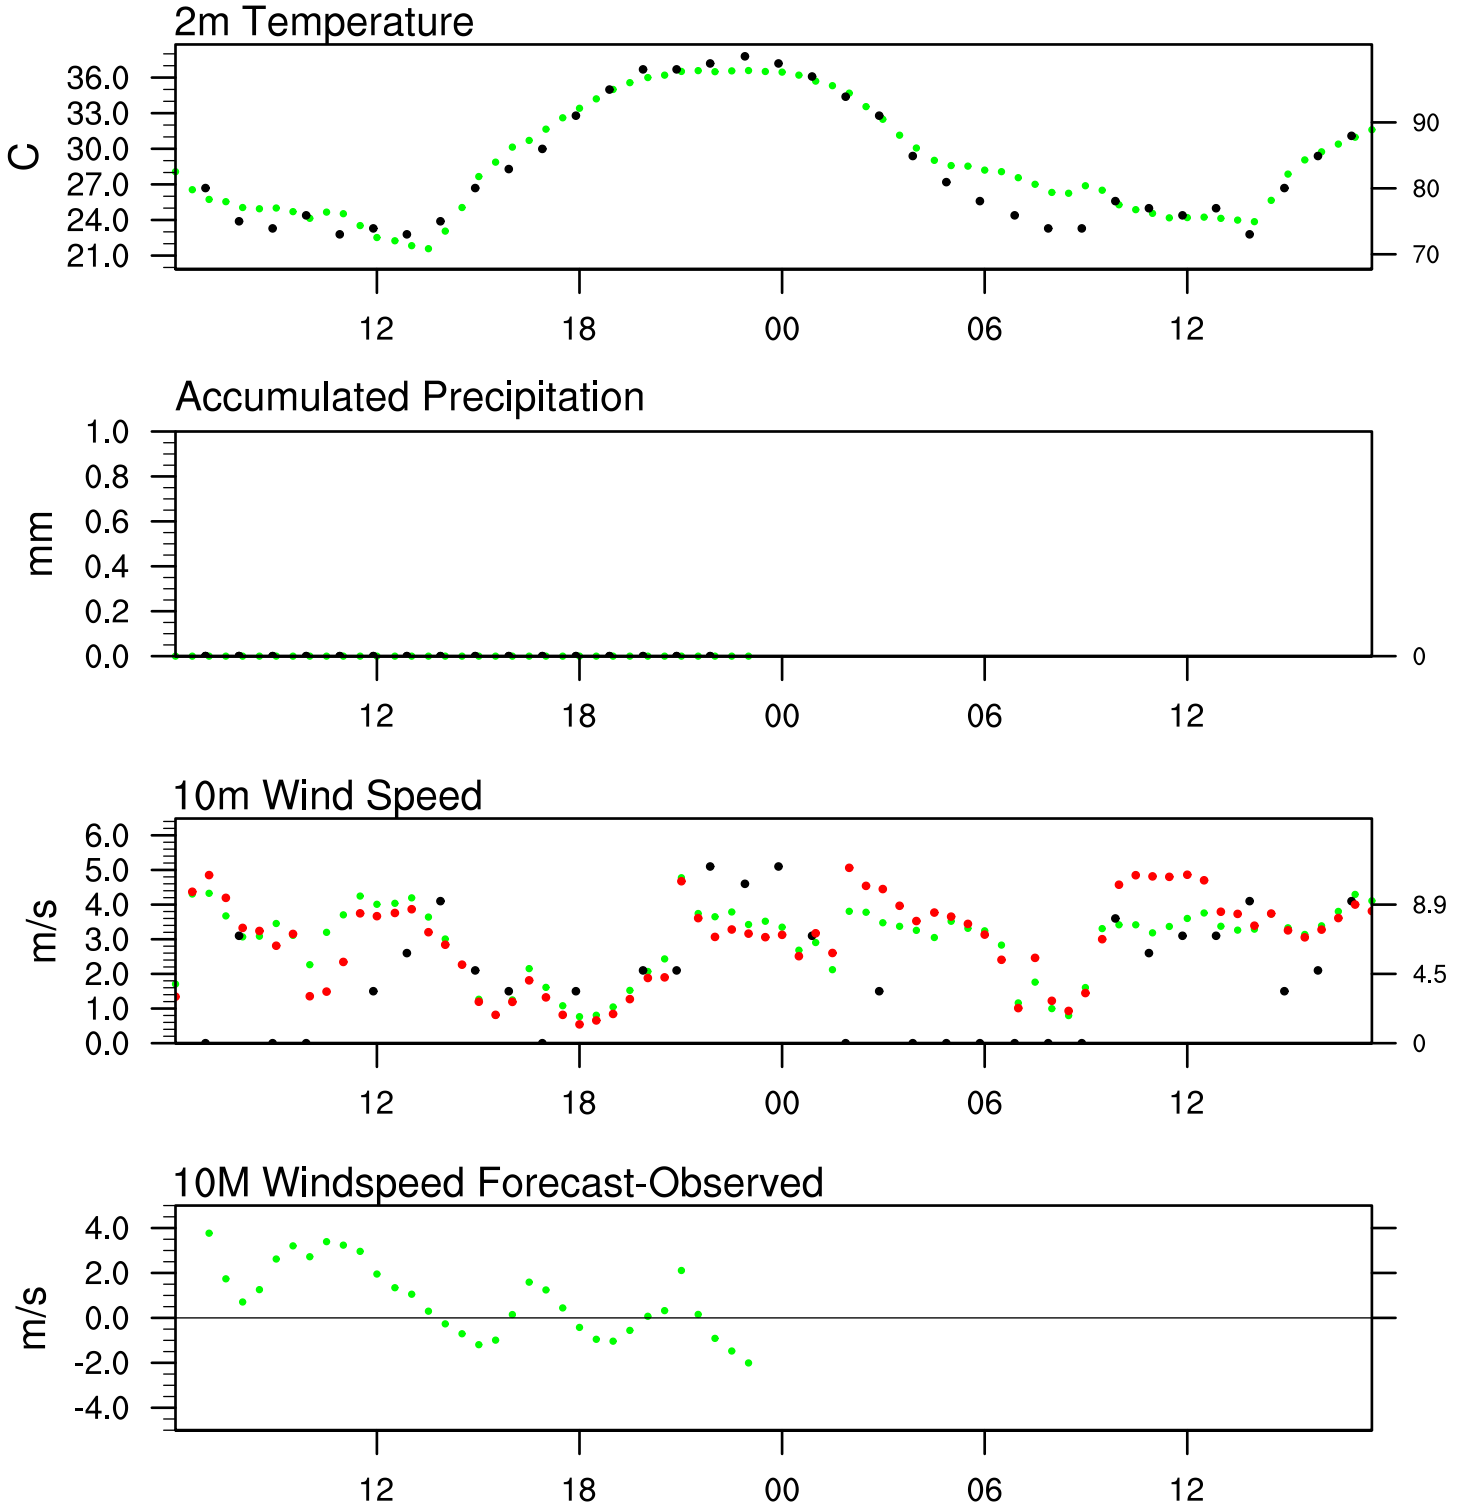 2m Temperature
36.0
33.0
30.0
27.0
24.0
21.0
C
90
80
70
12 18 00 06 12
Accumulated Precipitation
1.0
0.8
0.6
0.4
0.2
0.0
mm
0
12 18 00 06 12
10m Wind Speed
6.0
5.0
4.0
3.0
2.0
1.0
0.0
m/s
8.9
4.5
0
12 18 00 06 12
10M Windspeed Forecast-Observed
4.0
2.0
0.0
-2.0
-4.0
m/s
12 18 00 06 12